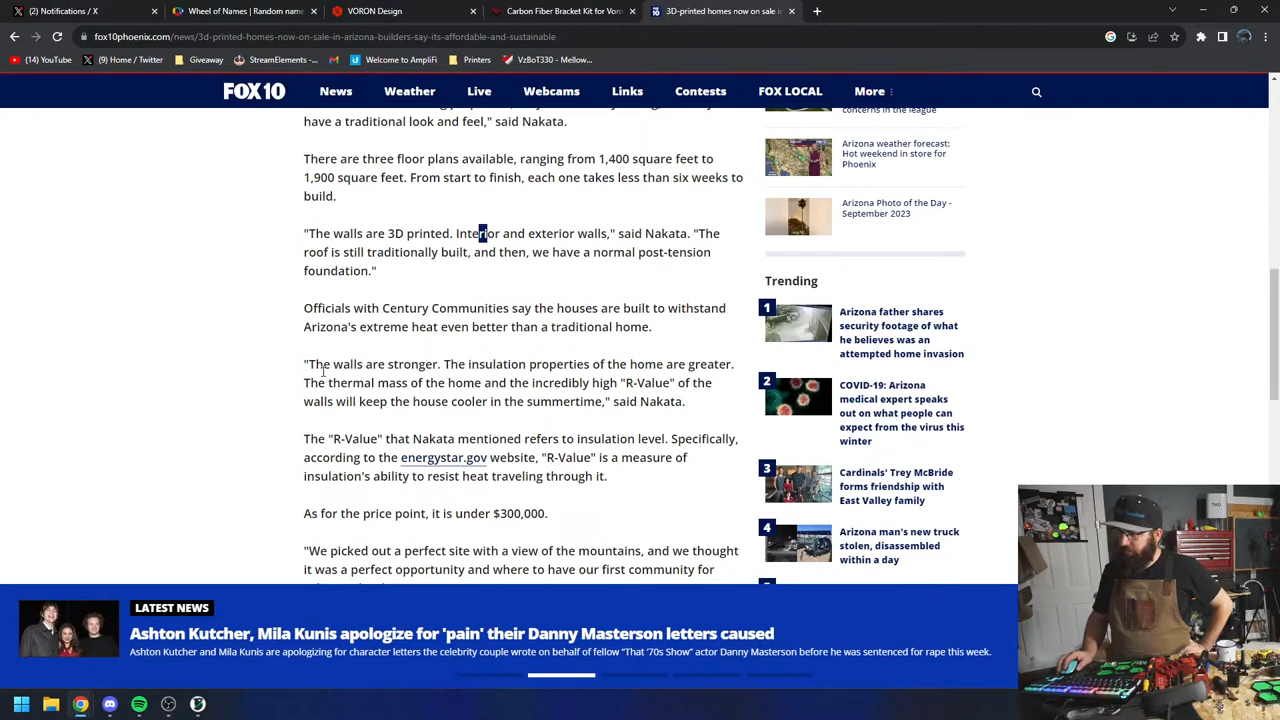 (14) Notifications / X
Wheel of Names | Random name
VORON Design
Carbon Fiber Bracket Kit for Voro
3D-printed homes now on sale in
fox10phoenix.com/news/3d-printed-homes-now-on-sale-in-arizona-builders-say-its-affordable-and-sustainable
(14) YouTube
(9) Home / Twitter
Giveaway
StreamElements -...
Welcome to AmpliFi
Printers
VzBoT330 - Mellow...
FOX10
News
Weather
Live
Webcams
Links
Contests
FOX LOCAL
More
have a traditional look and feel," said Nakata.
There are three floor plans available, ranging from 1,400 square feet to
1,900 square feet. From start to finish, each one takes less than six weeks to
build.
"The walls are 3D printed. Interior and exterior walls," said Nakata. "The
roof is still traditionally built, and then, we have a normal post-tension
foundation."
Officials with Century Communities say the houses are built to withstand
Arizona's extreme heat even better than a traditional home.
"The walls are stronger. The insulation properties of the home are greater.
The thermal mass of the home and the incredibly high "R-Value" of the
walls will keep the house cooler in the summertime," said Nakata.
The "R-Value" that Nakata mentioned refers to insulation level. Specifically,
according to the energystar.gov website, "R-Value" is a measure of
insulation's ability to resist heat traveling through it.
As for the price point, it is under $300,000.
"We picked out a perfect site with a view of the mountains, and we thought
it was a perfect opportunity and where to have our first community for
concerns in the league
Arizona weather forecast:
Hot weekend in store for
Phoenix
Arizona Photo of the Day -
September 2023
Trending
1
Arizona father shares
security footage of what
he believes was an
attempted home invasion
2
COVID-19: Arizona
medical expert speaks
out on what people can
expect from the virus this
winter
3
Cardinals' Trey McBride
forms friendship with
East Valley family
4
Arizona man's new truck
stolen, disassembled
within a day
LATEST NEWS
Ashton Kutcher, Mila Kunis apologize for 'pain' their Danny Masterson letters caused
Ashton Kutcher and Mila Kunis are apologizing for character letters the celebrity couple wrote on behalf of fellow "That '70s Show" actor Danny Masterson before he was sentenced for rape this week.